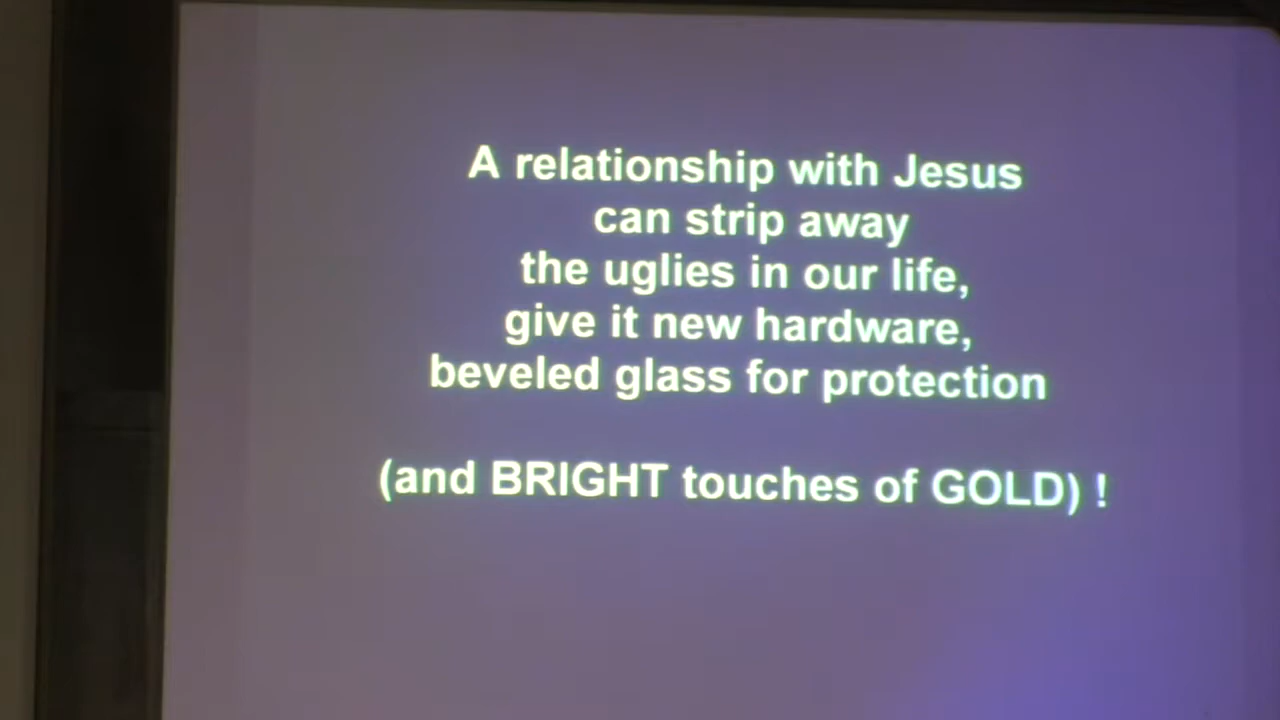 A relationship with Jesus
can strip away
the uglies in our life,
give it new hardware,
beveled glass for protection
(and BRIGHT touches of GOLD) !